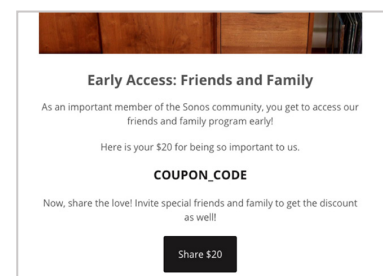 Early Access: Friends and Family
As an important member of the Sonos community, you get to access our
friends and family program early!
Here is your $20 for being so important to us.
COUPON_CODE
Now, share the love! Invite special friends and family to get the discount
as well!
Share $20